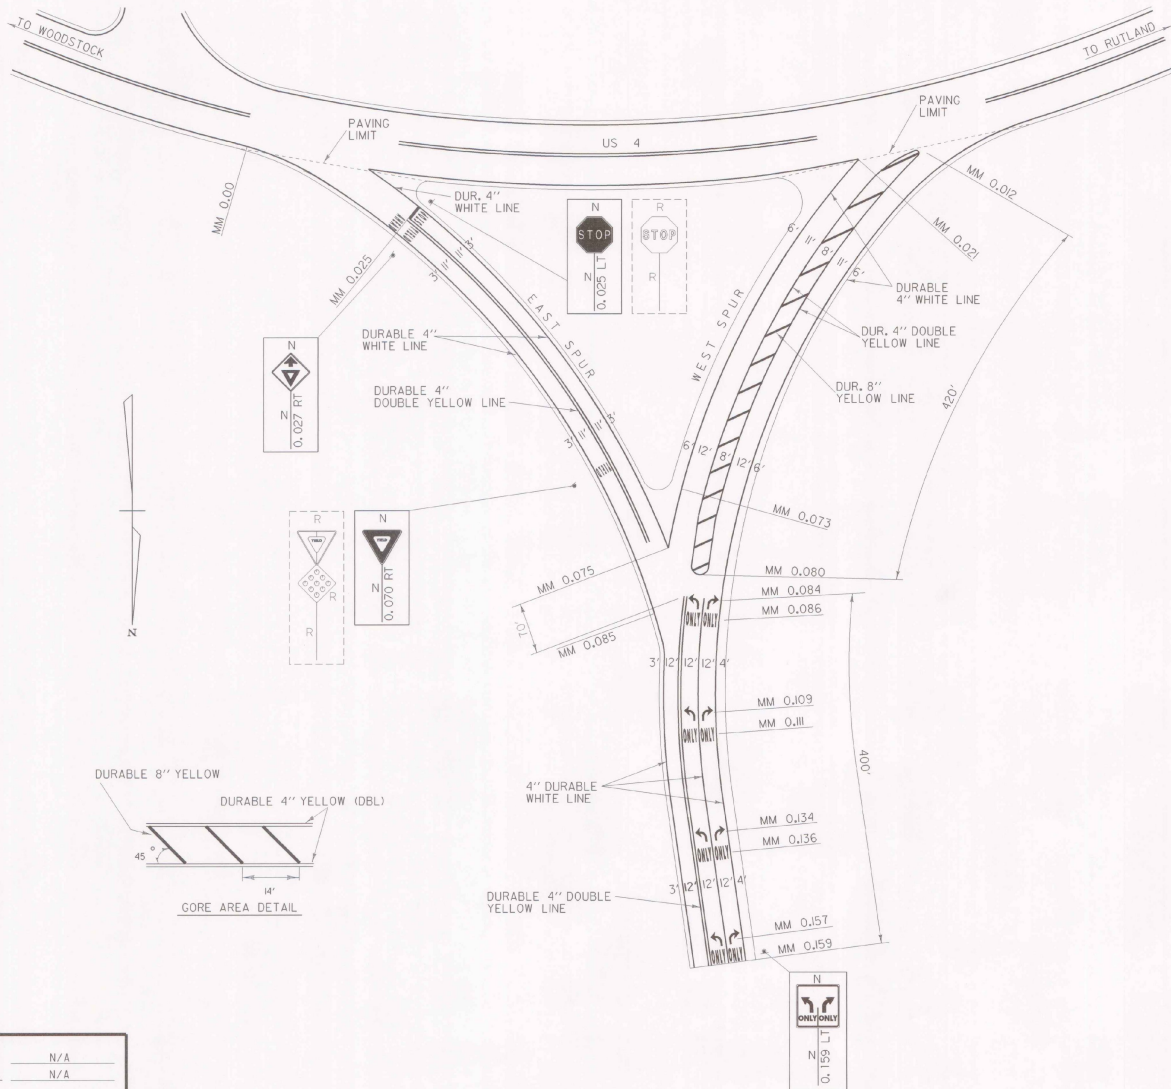 TO WOODSTOCK
TO RUTLAND
PAVING
LIMIT
PAVING
LIMIT
US 4
MM 0.00
DUR. 4" 
WHITE LINE
N
STOP
N
0.025 LT
R
STOP
R
MM 0.012
MM 0.021
MM 0.025
3' 11' 11' 3'
6' 11' 8' 11' 6'
DURABLE
4" WHITE LINE
EAST SPUR
WEST SPUR
DURABLE 4"
WHITE LINE
DUR. 4" DOUBLE
YELLOW LINE
N
N
0.027 RT
DURABLE 4"
DOUBLE YELLOW LINE
DUR. 8"
YELLOW LINE
420'
3' 11' 11' 3'
6' 12' 8' 12' 6'
R
YIELD
R
R
N
YIELD
N
0.070 RT
MM 0.073
MM 0.075
MM 0.080
MM 0.084
MM 0.086
70'
MM 0.085
ONLY ONLY
N
3' 12' 12' 12' 4'
MM 0.109
MM 0.111
ONLY ONLY
400'
4" DURABLE
WHITE LINE
DURABLE 8" YELLOW
DURABLE 4" YELLOW (DBL)
45°
14'
GORE AREA DETAIL
MM 0.134
MM 0.136
ONLY ONLY
DURABLE 4" DOUBLE
YELLOW LINE
3' 12' 12' 12' 4'
MM 0.157
MM 0.159
ONLY ONLY
N
ONLY ONLY
N
0.159 LT
N/A
N/A